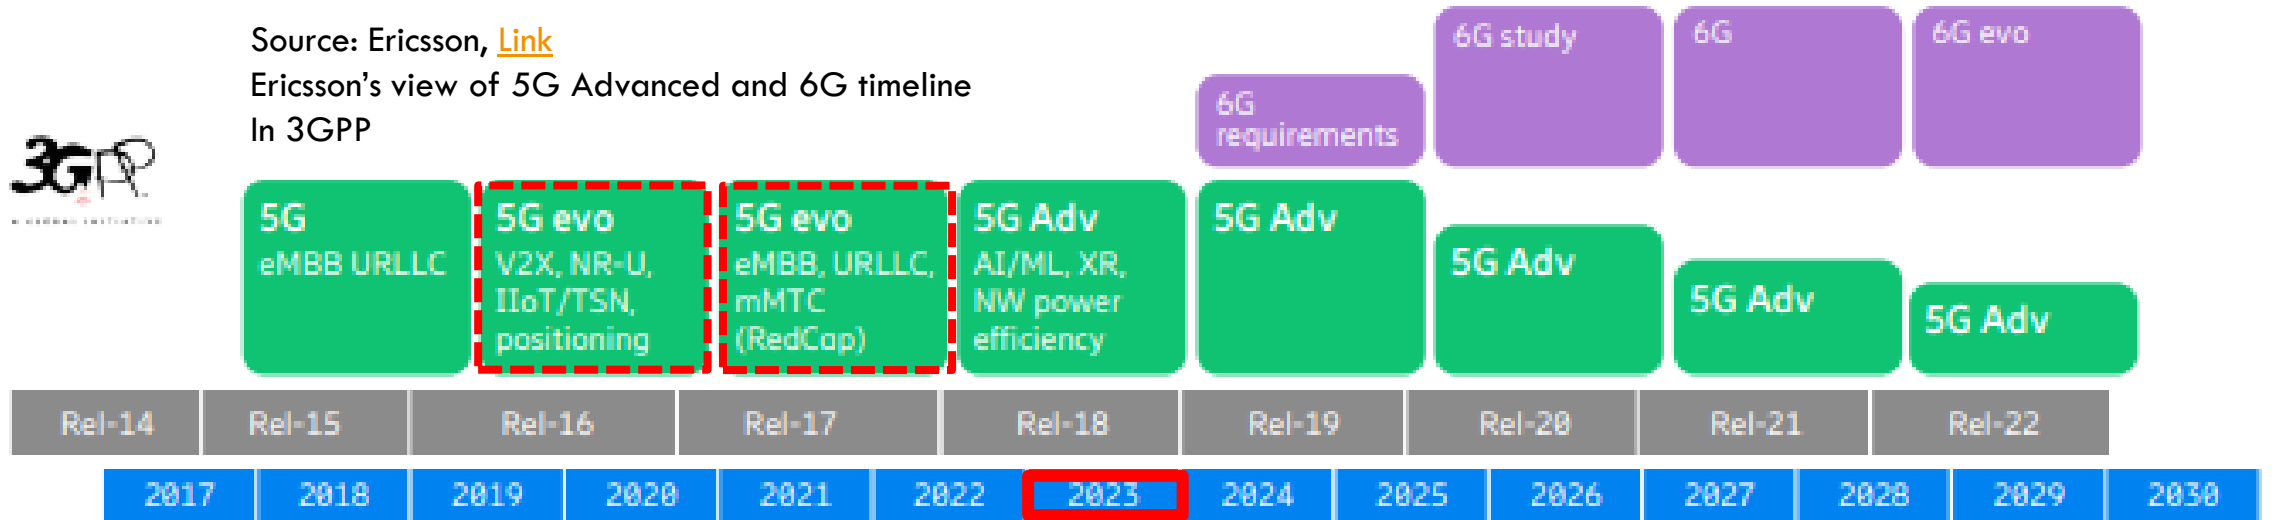 Source: Ericsson, Link
Ericsson's view of 5G Advanced and 6G timeline
In 3GPP
3GPP
A GLOBAL INITIATIVE
6G requirements
6G study
6G
6G evo
5G
eMBB URLLC
5G evo
V2X, NR-U,
IIoT/TSN,
positioning
5G evo
eMBB, URLLC,
mMTC
(RedCap)
5G Adv
AI/ML, XR,
NW power
efficiency
5G Adv
5G Adv
5G Adv
5G Adv
Rel-14 Rel-15 Rel-16 Rel-17 Rel-18 Rel-19 Rel-20 Rel-21 Rel-22
2017 2018 2019 2020 2021 2022 2023 2024 2025 2026 2027 2028 2029 2030